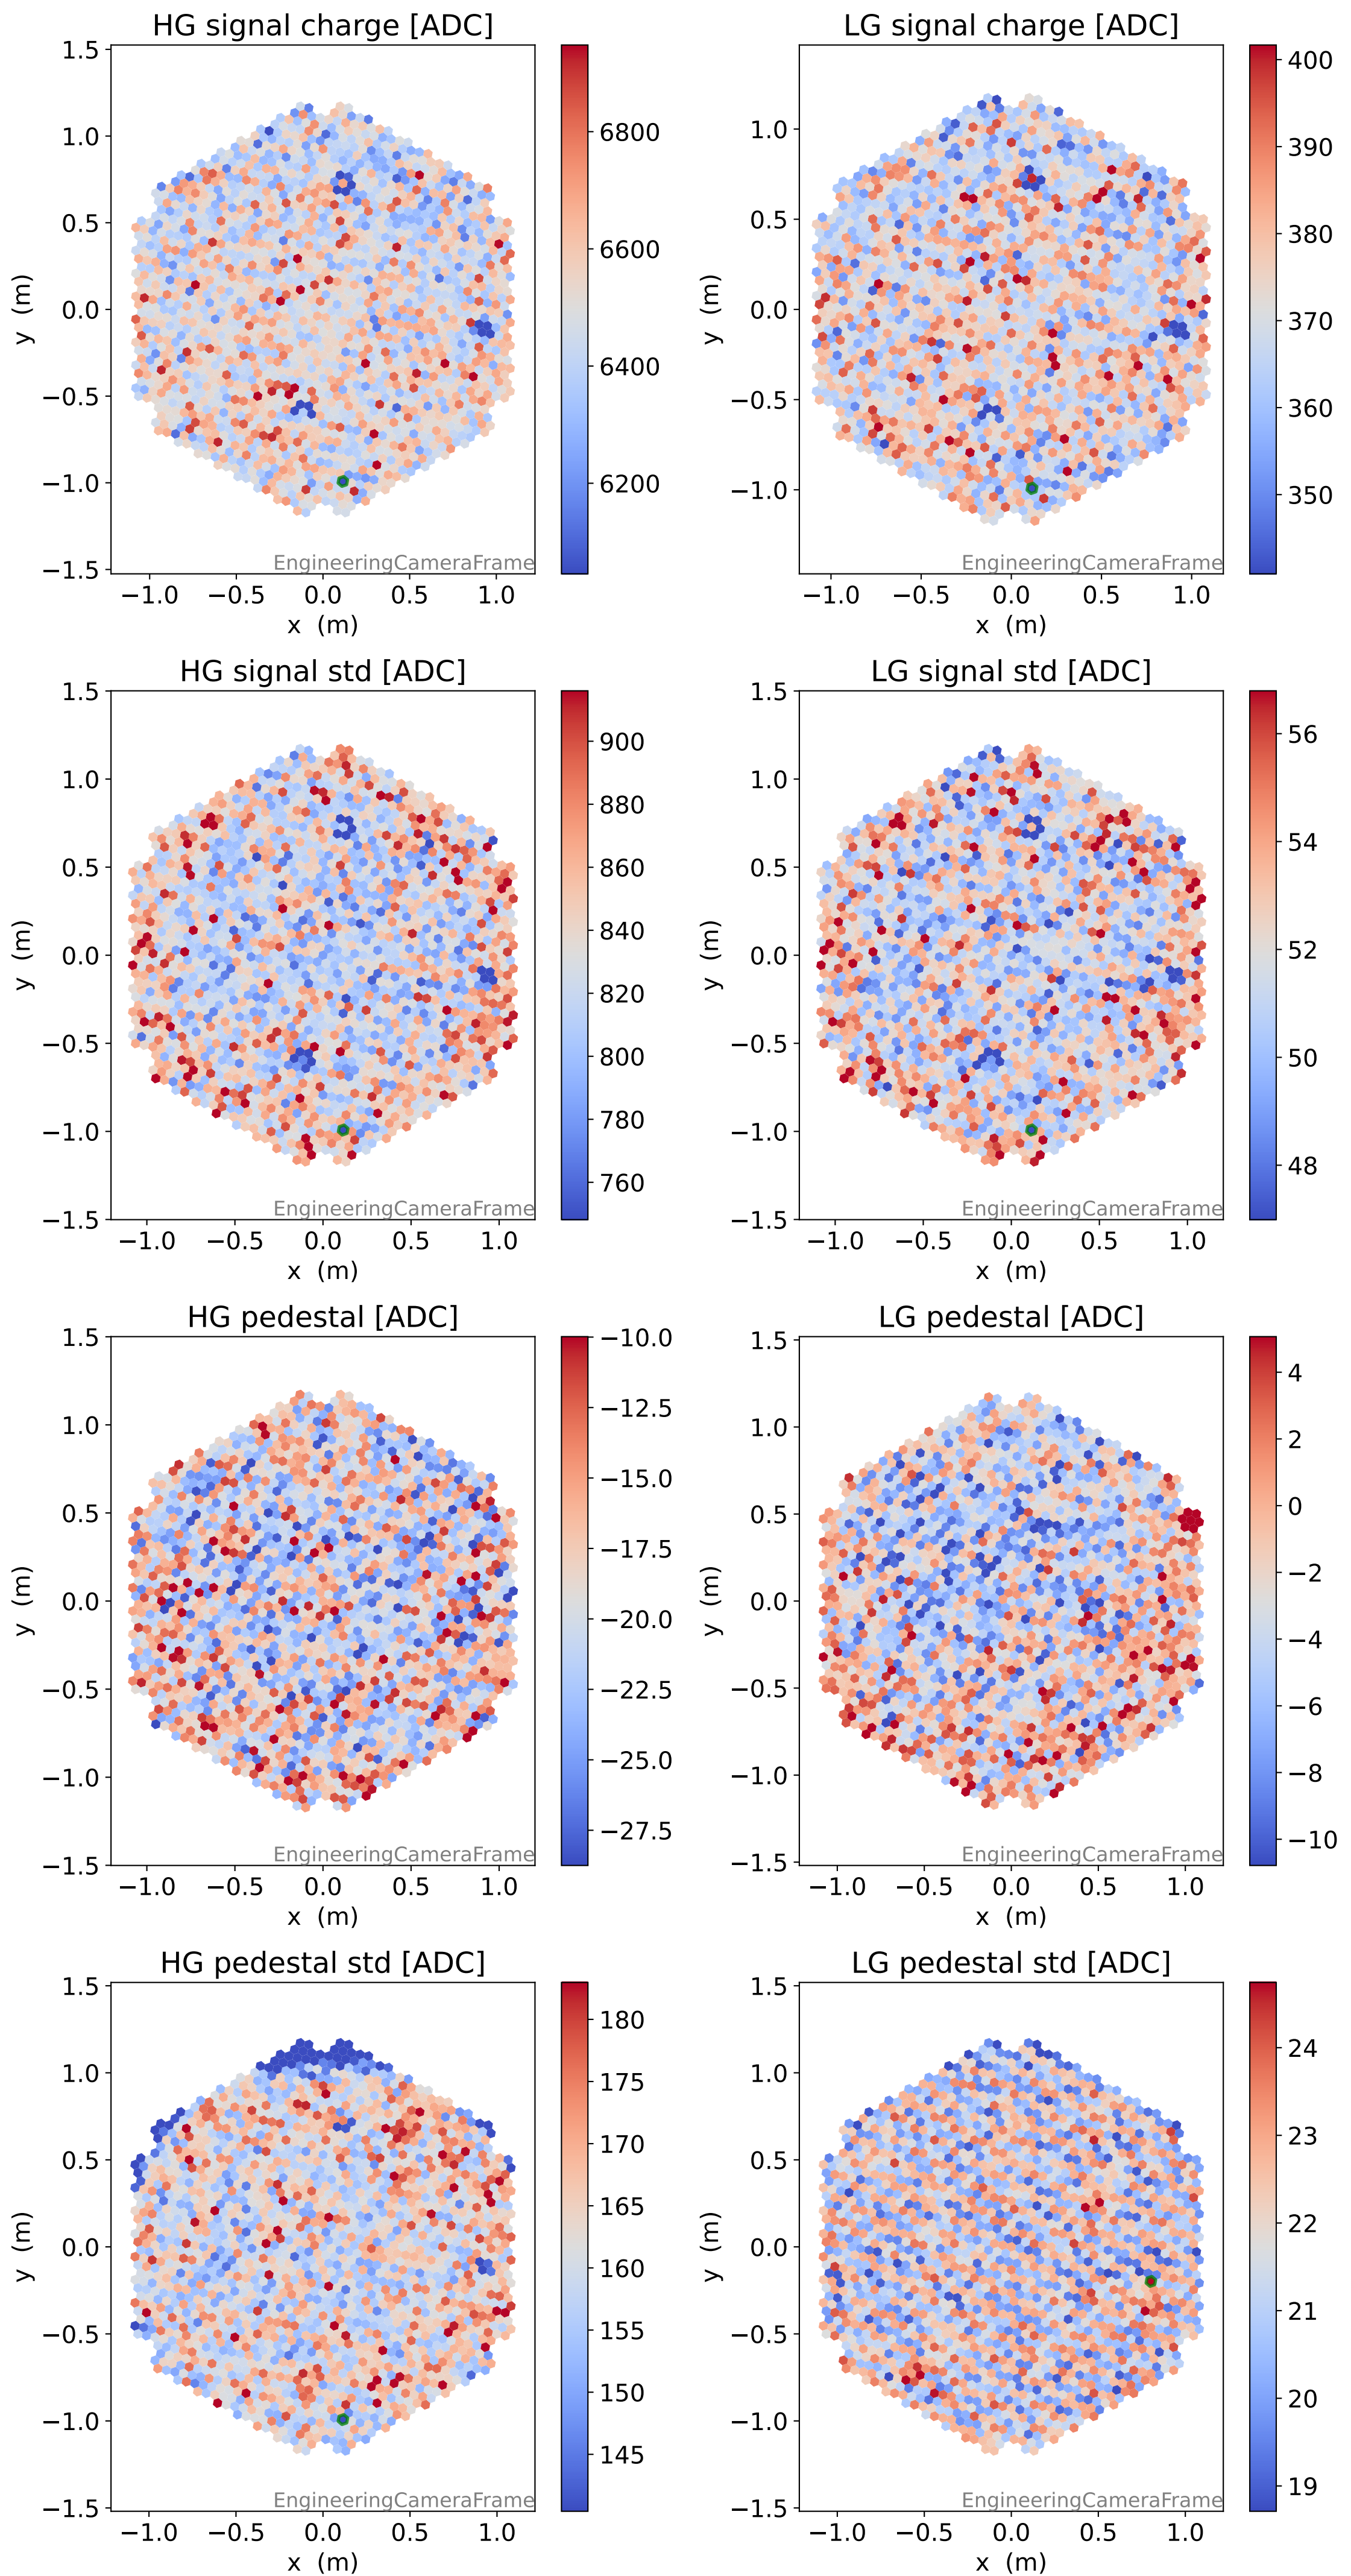 HG signal charge [ADC]
LG signal charge [ADC]
1.5
1.0
0.5
0.0
−0.5
−1.0
−1.5
y (m)
−1.0 −0.5 0.0 0.5 1.0
x (m)
EngineeringCameraFrame
6800
6600
6400
6200
1.0
0.5
0.0
−0.5
−1.0
y (m)
−1.0 −0.5 0.0 0.5 1.0
x (m)
EngineeringCameraFrame
400
390
380
370
360
350
HG signal std [ADC]
LG signal std [ADC]
1.5
1.0
0.5
0.0
−0.5
−1.0
−1.5
y (m)
−1.0 −0.5 0.0 0.5 1.0
x (m)
EngineeringCameraFrame
900
880
860
840
820
800
780
760
1.5
1.0
0.5
0.0
−0.5
−1.0
−1.5
y (m)
−1.0 −0.5 0.0 0.5 1.0
x (m)
EngineeringCameraFrame
56
54
52
50
48
HG pedestal [ADC]
LG pedestal [ADC]
1.5
1.0
0.5
0.0
−0.5
−1.0
−1.5
y (m)
−1.0 −0.5 0.0 0.5 1.0
x (m)
EngineeringCameraFrame
−10.0
−12.5
−15.0
−17.5
−20.0
−22.5
−25.0
−27.5
1.5
1.0
0.5
0.0
−0.5
−1.0
−1.5
y (m)
−1.0 −0.5 0.0 0.5 1.0
x (m)
EngineeringCameraFrame
4
2
0
−2
−4
−6
−8
−10
HG pedestal std [ADC]
LG pedestal std [ADC]
1.5
1.0
0.5
0.0
−0.5
−1.0
−1.5
y (m)
−1.0 −0.5 0.0 0.5 1.0
x (m)
EngineeringCameraFrame
180
175
170
165
160
155
150
145
1.5
1.0
0.5
0.0
−0.5
−1.0
−1.5
y (m)
−1.0 −0.5 0.0 0.5 1.0
x (m)
EngineeringCameraFrame
24
23
22
21
20
19